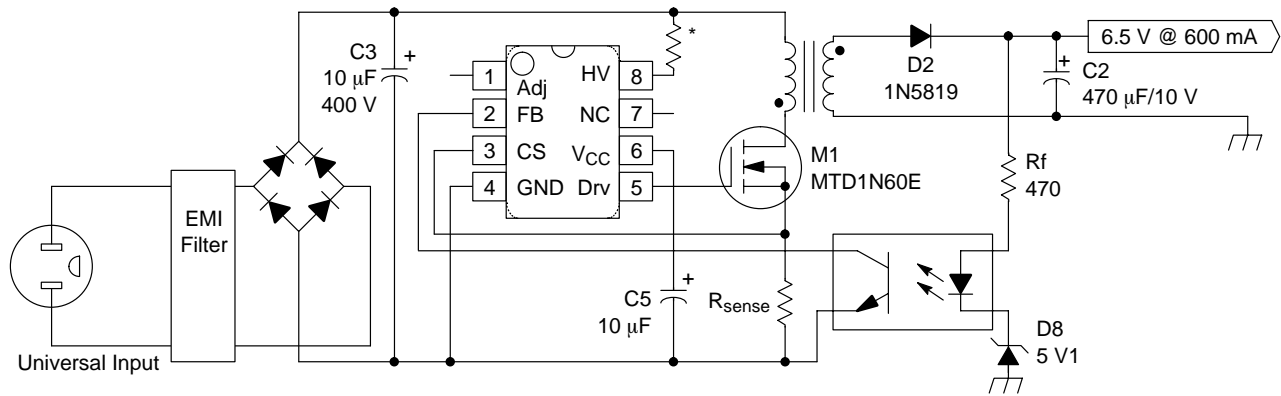 C3
10 μF
400 V
*
1
Adj
HV
8
2
FB
NC
7
3
CS
VCC
6
4
GND
Drv
5
EMI
Filter
Universal Input
C5
10 μF
Rsense
M1
MTD1N60E
D2
1N5819
6.5 V @ 600 mA
+
C2
470 μF/10 V
Rf
470
D8
5 V1
+
+